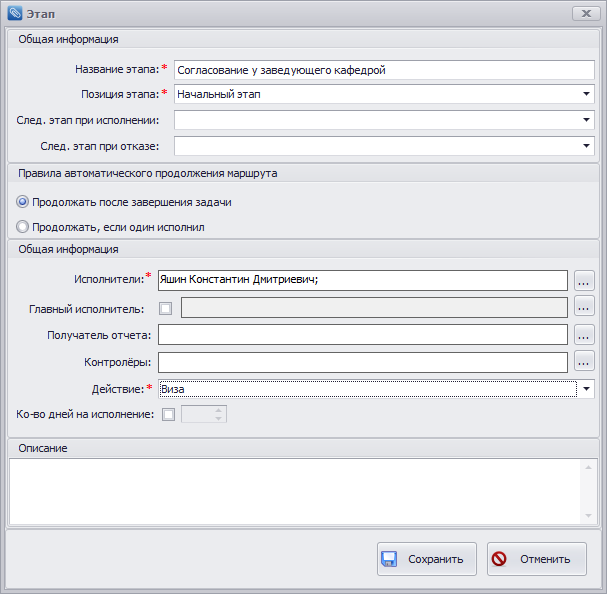 Этап
Общая информация
Название этапа:* Согласование у заведующего кафедрой
Позиция этапа:* Начальный этап
След. этап при исполнении:
След. этап при отказе:
Правила автоматического продолжения маршрута
Продолжать после завершения задачи
Продолжать, если один исполнил
Общая информация
Исполнители:* Яшин Константин Дмитриевич; ...
Главный исполнитель: ...
Получатель отчета: ...
Контролёры: ...
Действие:* Виза
Ко-во дней на исполнение:
Описание
Сохранить Отменить